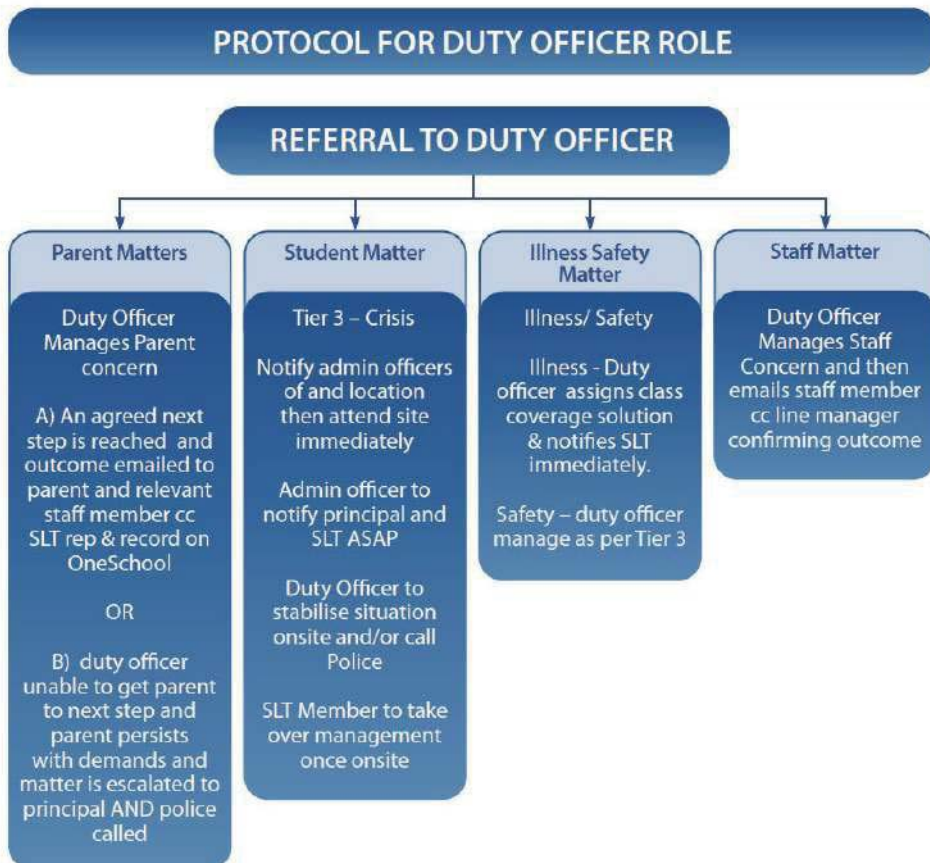 PROTOCOL FOR DUTY OFFICER ROLE
REFERRAL TO DUTY OFFICER
Parent Matters
Duty Officer
Manages Parent
concern
A) An agreed next
step is reached and
outcome emailed to
parent and relevant
staff member cc
SLT rep & record on
OneSchool
OR
B) duty officer
unable to get parent
to next step and
parent persists
with demands and
matter is escalated to
principal AND police
called
Student Matter
Tier 3 – Crisis
Notify admin officers
of and location
then attend site
immediately
Admin officer to
notify principal and
SLT ASAP
Duty Officer to
stabilise situation
onsite and/or call
Police
SLT Member to take
over management
once onsite
Illness Safety
Matter
Illness/ Safety
Illness - Duty
officer assigns class
coverage solution
& notifies SLT
immediately.
Safety – duty officer
manage as per Tier 3
Staff Matter
Duty Officer
Manages Staff
Concern and then
emails staff member
cc line manager
confirming outcome